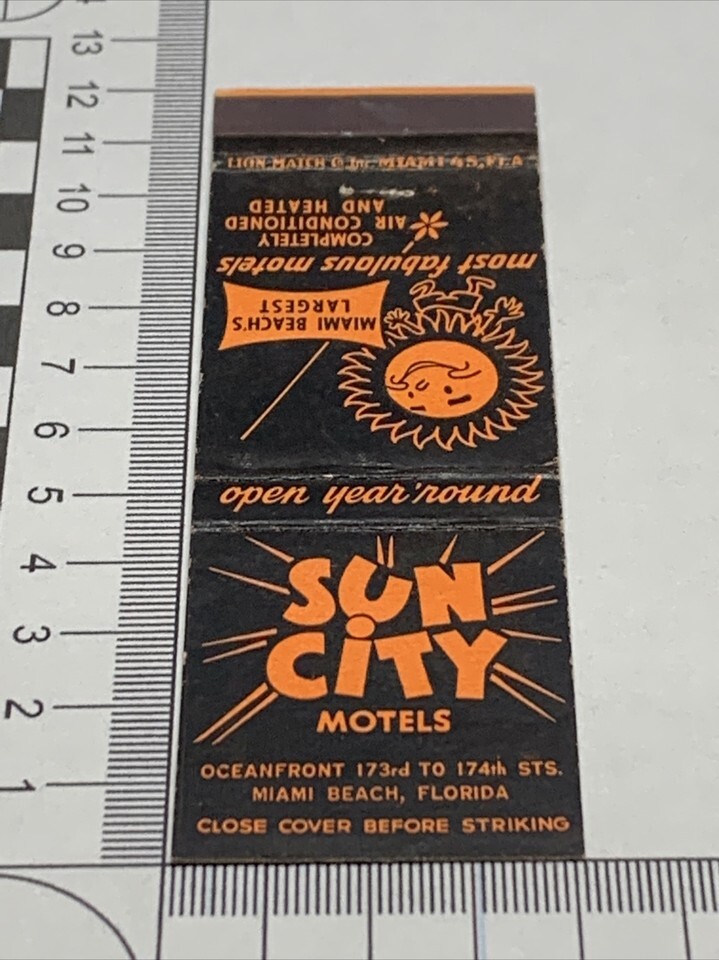 13
12
11
10
9
8
7
6
5
4
3
2
1
LION MATCH © Inc MIAMI 45, FLA
MIAMI BEACH'S
LARGEST
most fabulous motels
COMPLETELY
AIR CONDITIONED
AND HEATED
open year 'round
SUN
CiTY
MOTELS
OCEANFRONT 173rd TO 174th STS.
MIAMI BEACH, FLORIDA
CLOSE COVER BEFORE STRIKING